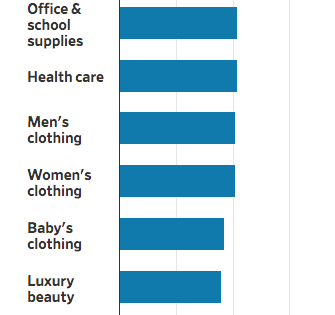 Office &
school
supplies
Health care
Men's
clothing
Women's
clothing
Baby's
clothing
Luxury
beauty